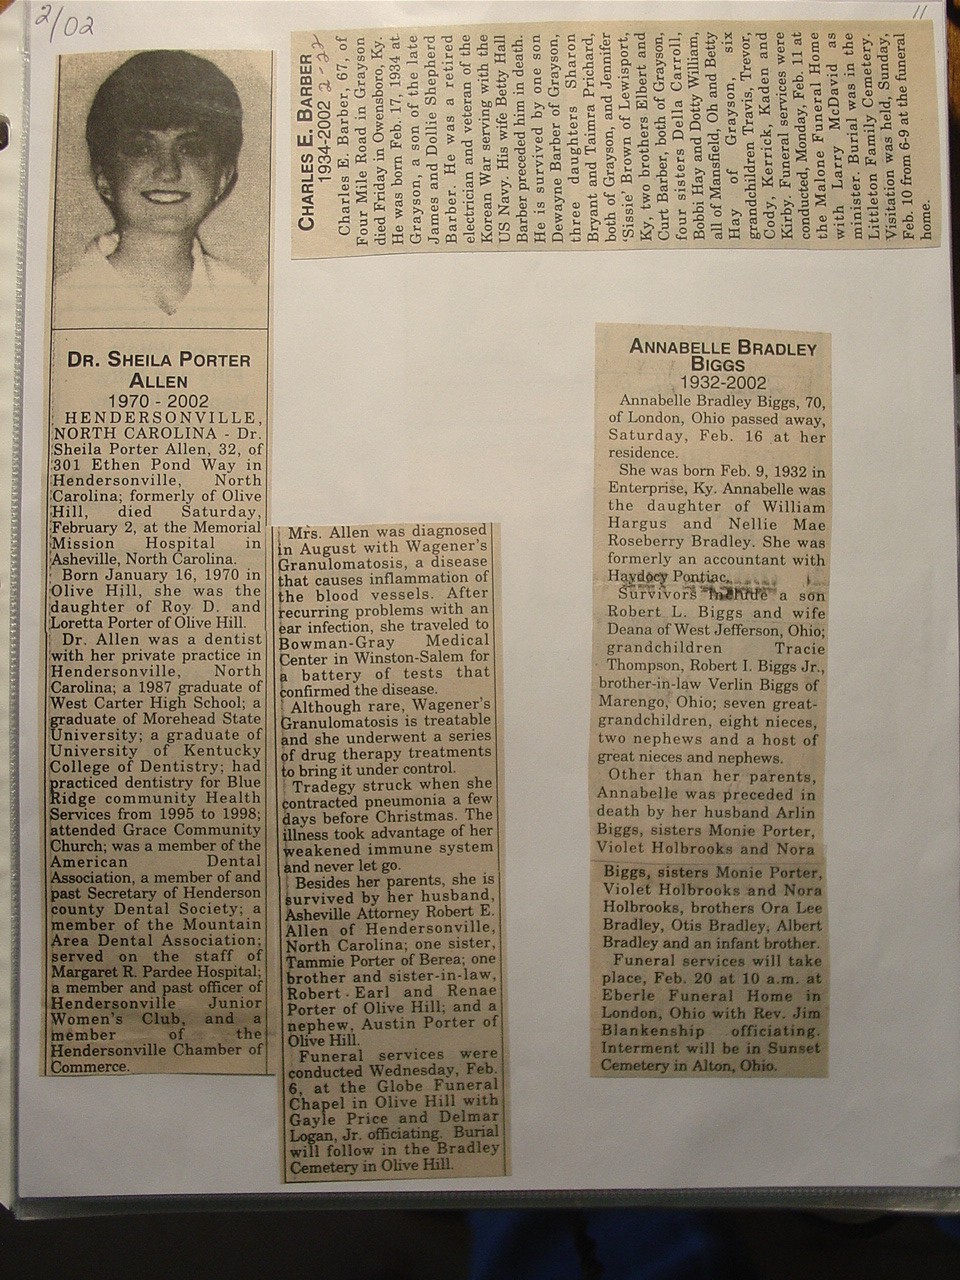 2/02
11
CHARLES E. BARBER
1934-2002 2-22
Charles E. Barber, 67, of
Four Mile Road in Grayson
died Friday in Owensboro, Ky.
He was born Feb. 17, 1934 at
Grayson, a son of the late
James and Dollie Shepherd
Barber. He was a retired
electrician and veteran of the
Korean War serving with the
US Navy. His wife Betty Hall
Barber preceded him in death.
He is survived by one son
Dewayne Barber of Grayson,
three daughters Sharon
Bryant and Taimra Prichard,
both of Grayson, and Jennifer
'Sissie' Brown of Lewisport,
Ky, two brothers Elbert and
Curt Barber, both of Grayson,
four sisters Della Carroll,
Bobbi Hay and Dotty William,
all of Mansfield, Oh and Betty
Hay of Grayson, six
grandchildren Travis, Trevor,
Cody, Kerrick, Kaden and
Kirby. Funeral services were
conducted, Monday, Feb. 11 at
the Malone Funeral Home
with Larry McDavid as
minister. Burial was in the
Littleton Family Cemetery.
Visitation was held, Sunday,
Feb. 10 from 6-9 at the funeral
home.
DR. SHEILA PORTER
ALLEN
1970 - 2002
HENDERSONVILLE,
NORTH CAROLINA - Dr.
Sheila Porter Allen, 32, of
301 Ethen Pond Way in
Hendersonville, North
Carolina; formerly of Olive
Hill, died Saturday,
February 2, at the Memorial
Mission Hospital in
Asheville, North Carolina.
Born January 16, 1970 in
Olive Hill, she was the
daughter of Roy D. and
Loretta Porter of Olive Hill.
Dr. Allen was a dentist
with her private practice in
Hendersonville, North
Carolina; a 1987 graduate of
West Carter High School; a
graduate of Morehead State
University; a graduate of
University of Kentucky
College of Dentistry; had
practiced dentistry for Blue
Ridge community Health
Services from 1995 to 1998;
attended Grace Community
Church; was a member of the
American Dental
Association, a member of and
past Secretary of Henderson
county Dental Society; a
member of the Mountain
Area Dental Association;
served on the staff of
Margaret R. Pardee Hospital;
a member and past officer of
Hendersonville Junior
Women's Club, and a
member of the
Hendersonville Chamber of
Commerce.
Mrs. Allen was diagnosed
in August with Wagener's
Granulomatosis, a disease
that causes inflammation of
the blood vessels. After
recurring problems with an
ear infection, she traveled to
Bowman-Gray Medical
Center in Winston-Salem for
a battery of tests that
confirmed the disease.
Although rare, Wagener's
Granulomatosis is treatable
and she underwent a series
of drug therapy treatments
to bring it under control.
Tradegy struck when she
contracted pneumonia a few
days before Christmas. The
illness took advantage of her
weakened immune system
and never let go.
Besides her parents, she is
survived by her husband,
Asheville Attorney Robert E.
Allen of Hendersonville,
North Carolina; one sister,
Tammie Porter of Berea; one
brother and sister-in-law,
Robert Earl and Renae
Porter of Olive Hill; and a
nephew, Austin Porter of
Olive Hill.
Funeral services were
conducted Wednesday, Feb.
6, at the Globe Funeral
Chapel in Olive Hill with
Gayle Price and Delmar
Logan, Jr. officiating. Burial
will follow in the Bradley
Cemetery in Olive Hill.
ANNABELLE BRADLEY
BIGGS
1932-2002
Annabelle Bradley Biggs, 70,
of London, Ohio passed away,
Saturday, Feb. 16 at her
residence.
She was born Feb. 9, 1932 in
Enterprise, Ky. Annabelle was
the daughter of William
Hargus and Nellie Mae
Roseberry Bradley. She was
formerly an accountant with
Haydocy Pontiac.
Survivors include a son
Robert L. Biggs and wife
Deana of West Jefferson, Ohio;
grandchildren Tracie
Thompson, Robert I. Biggs Jr.,
brother-in-law Verlin Biggs of
Marengo, Ohio; seven great-
grandchildren, eight nieces,
two nephews and a host of
great nieces and nephews.
Other than her parents,
Annabelle was preceded in
death by her husband Arlin
Biggs, sisters Monie Porter,
Violet Holbrooks and Nora
Biggs, sisters Monie Porter,
Violet Holbrooks and Nora
Holbrooks, brothers Ora Lee
Bradley, Otis Bradley, Albert
Bradley and an infant brother.
Funeral services will take
place, Feb. 20 at 10 a.m. at
Eberle Funeral Home in
London, Ohio with Rev. Jim
Blankenship officiating.
Interment will be in Sunset
Cemetery in Alton, Ohio.